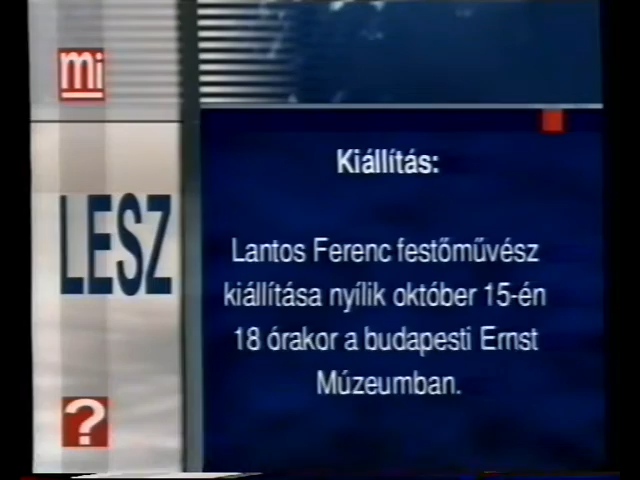 mi
LESZ
?
Kiállítás:
Lantos Ferenc festőművész
kiállítása nyílik október 15-én
18 órakor a budapesti Ernst
Múzeumban.